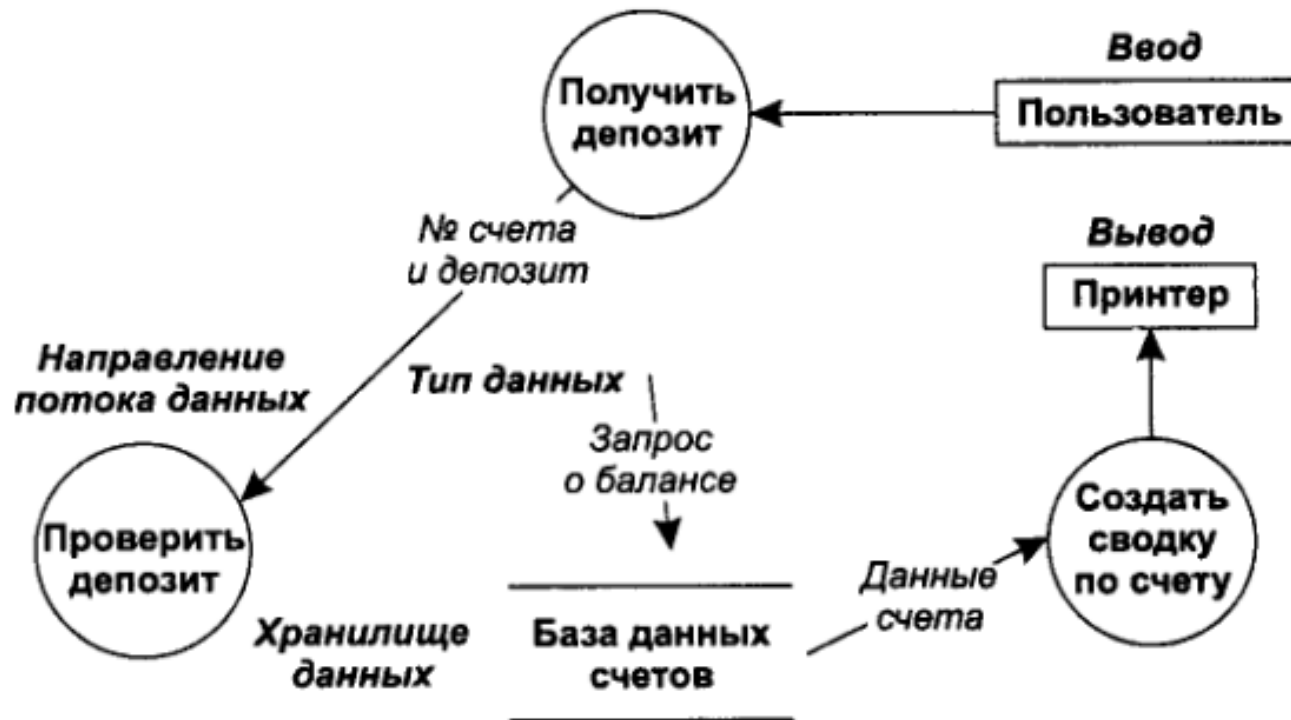 Ввод
Получить
депозит
Пользователь
№ счета
и депозит
Вывод
Принтер
Направление
потока данных
Тип данных
Запрос
о балансе
Проверить
депозит
Создать
сводку
по счету
Данные
счета
Хранилище
данных
База данных
счетов